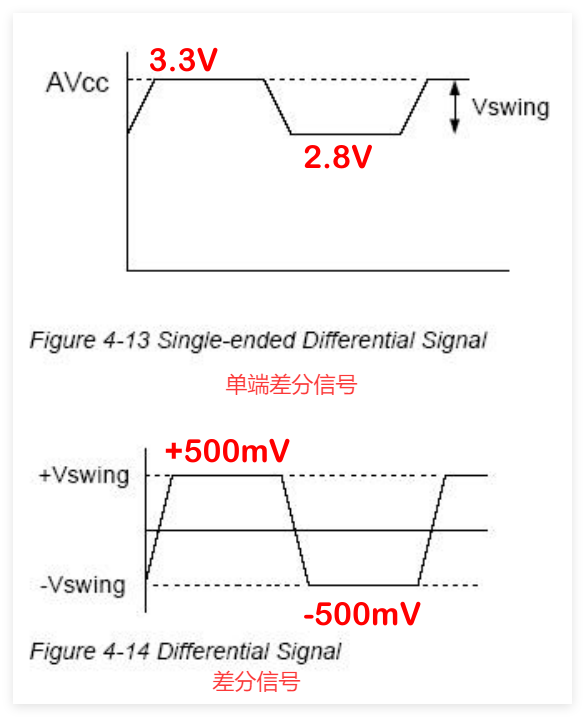 3.3V
AVcc
Vswing
2.8V
Figure 4-13 Single-ended Differential Signal
单端差分信号
+500mV
+Vswing
-Vswing
-500mV
Figure 4-14 Differential Signal
差分信号